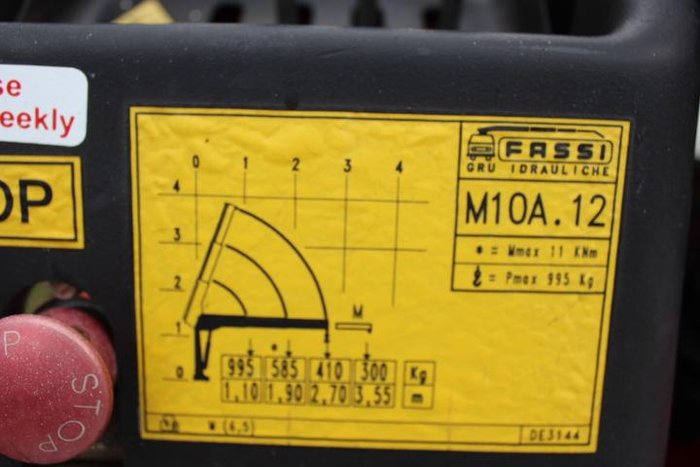 se
eekly
OP
P
STOP
FASSI
GRU IDRAULICHE
M10A.12
* = Mmax 11 KNm
= Pmax 995 Kg
0 1 2 3 4
4
3
2
1
0
M
995 585 410 300 Kg
1,10 1,90 2,70 3,55 m
W (6,5)
DE3144